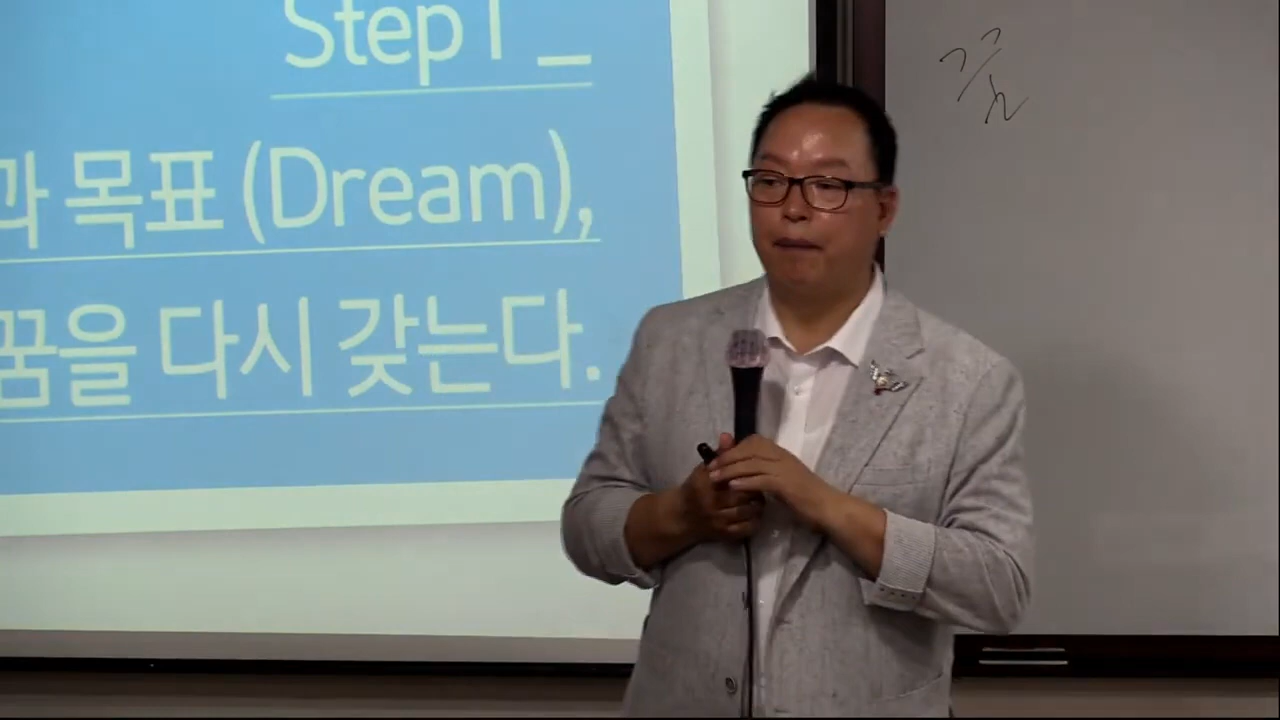 Step 1 _
과 목표 (Dream),
꿈을 다시 갖는다.